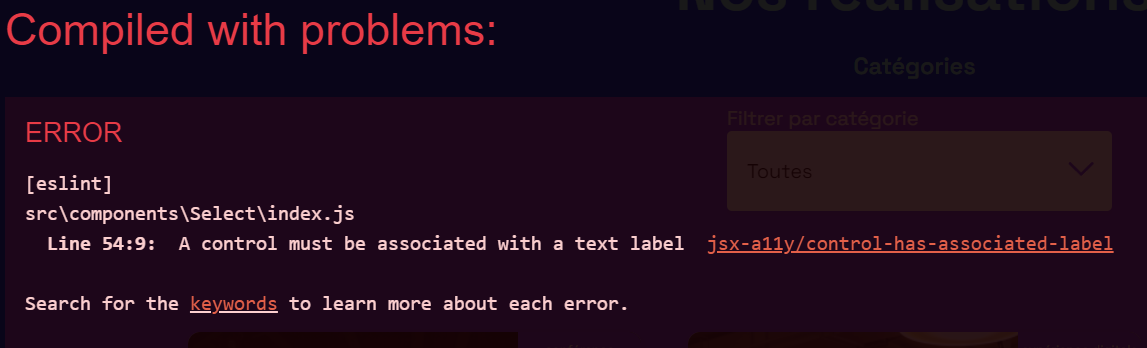 Nos réalisations
Compiled with problems:
Catégories
ERROR
Filtrer par catégorie
Toutes
[eslint]
src\components\Select\index.js
Line 54:9: A control must be associated with a text label jsx-a11y/control-has-associated-label
Search for the keywords to learn more about each error.